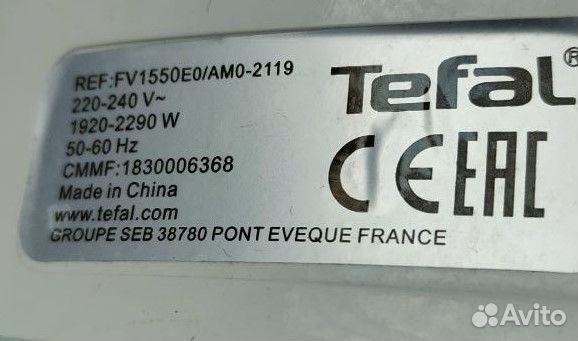 REF:FV1550E0/AM0-2119
220-240 V~
1920-2290 W
50-60 Hz
CMMF:1830006368
Made in China
www.tefal.com
GROUPE SEB 38780 PONT EVEQUE FRANCE
Tefal®
CE EAC
Avito